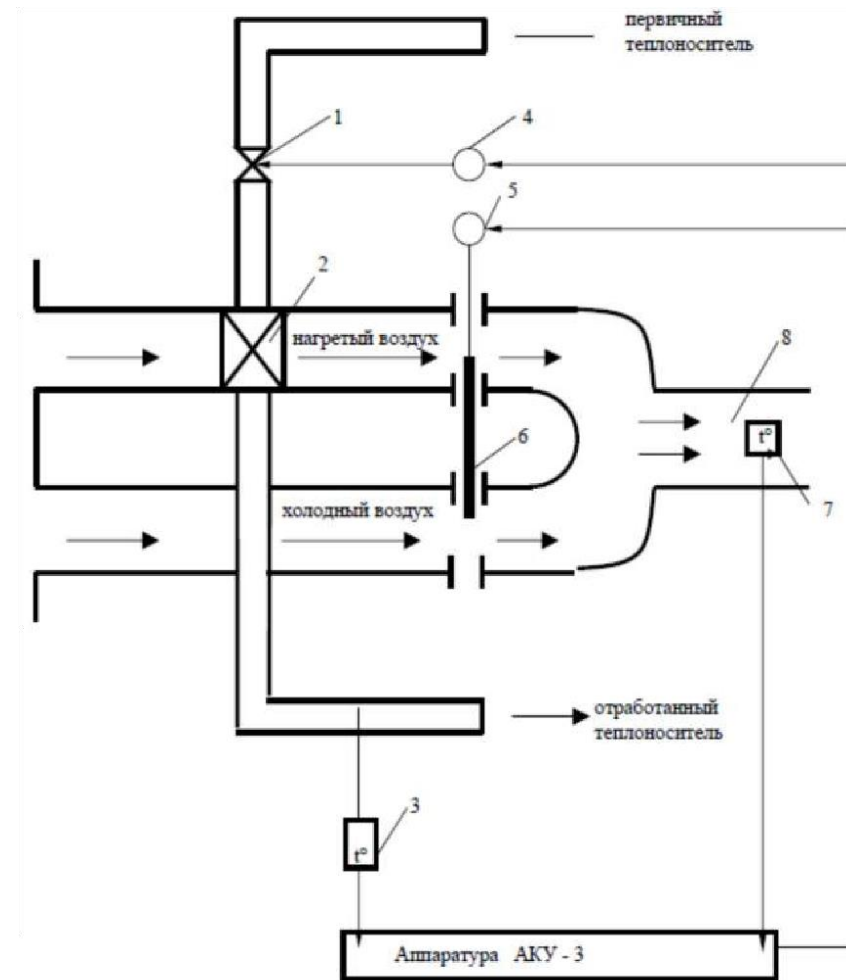 первичный
теплоноситель
1
4
5
2
нагретый воздух
8
t°
6
7
холодный воздух
отработанный
теплоноситель
3
t°
Аппаратура АКУ - 3